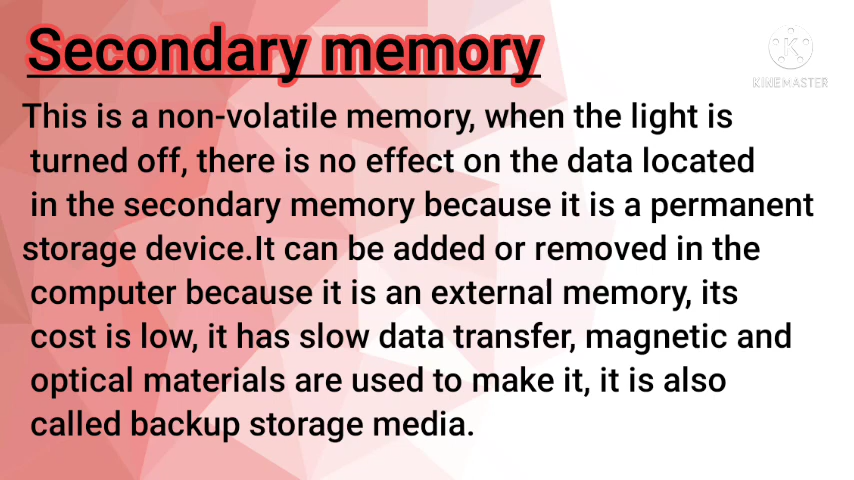 Secondary memory
KINEMASTER
This is a non-volatile memory, when the light is
turned off, there is no effect on the data located
in the secondary memory because it is a permanent
storage device.It can be added or removed in the
computer because it is an external memory, its
cost is low, it has slow data transfer, magnetic and
optical materials are used to make it, it is also
called backup storage media.